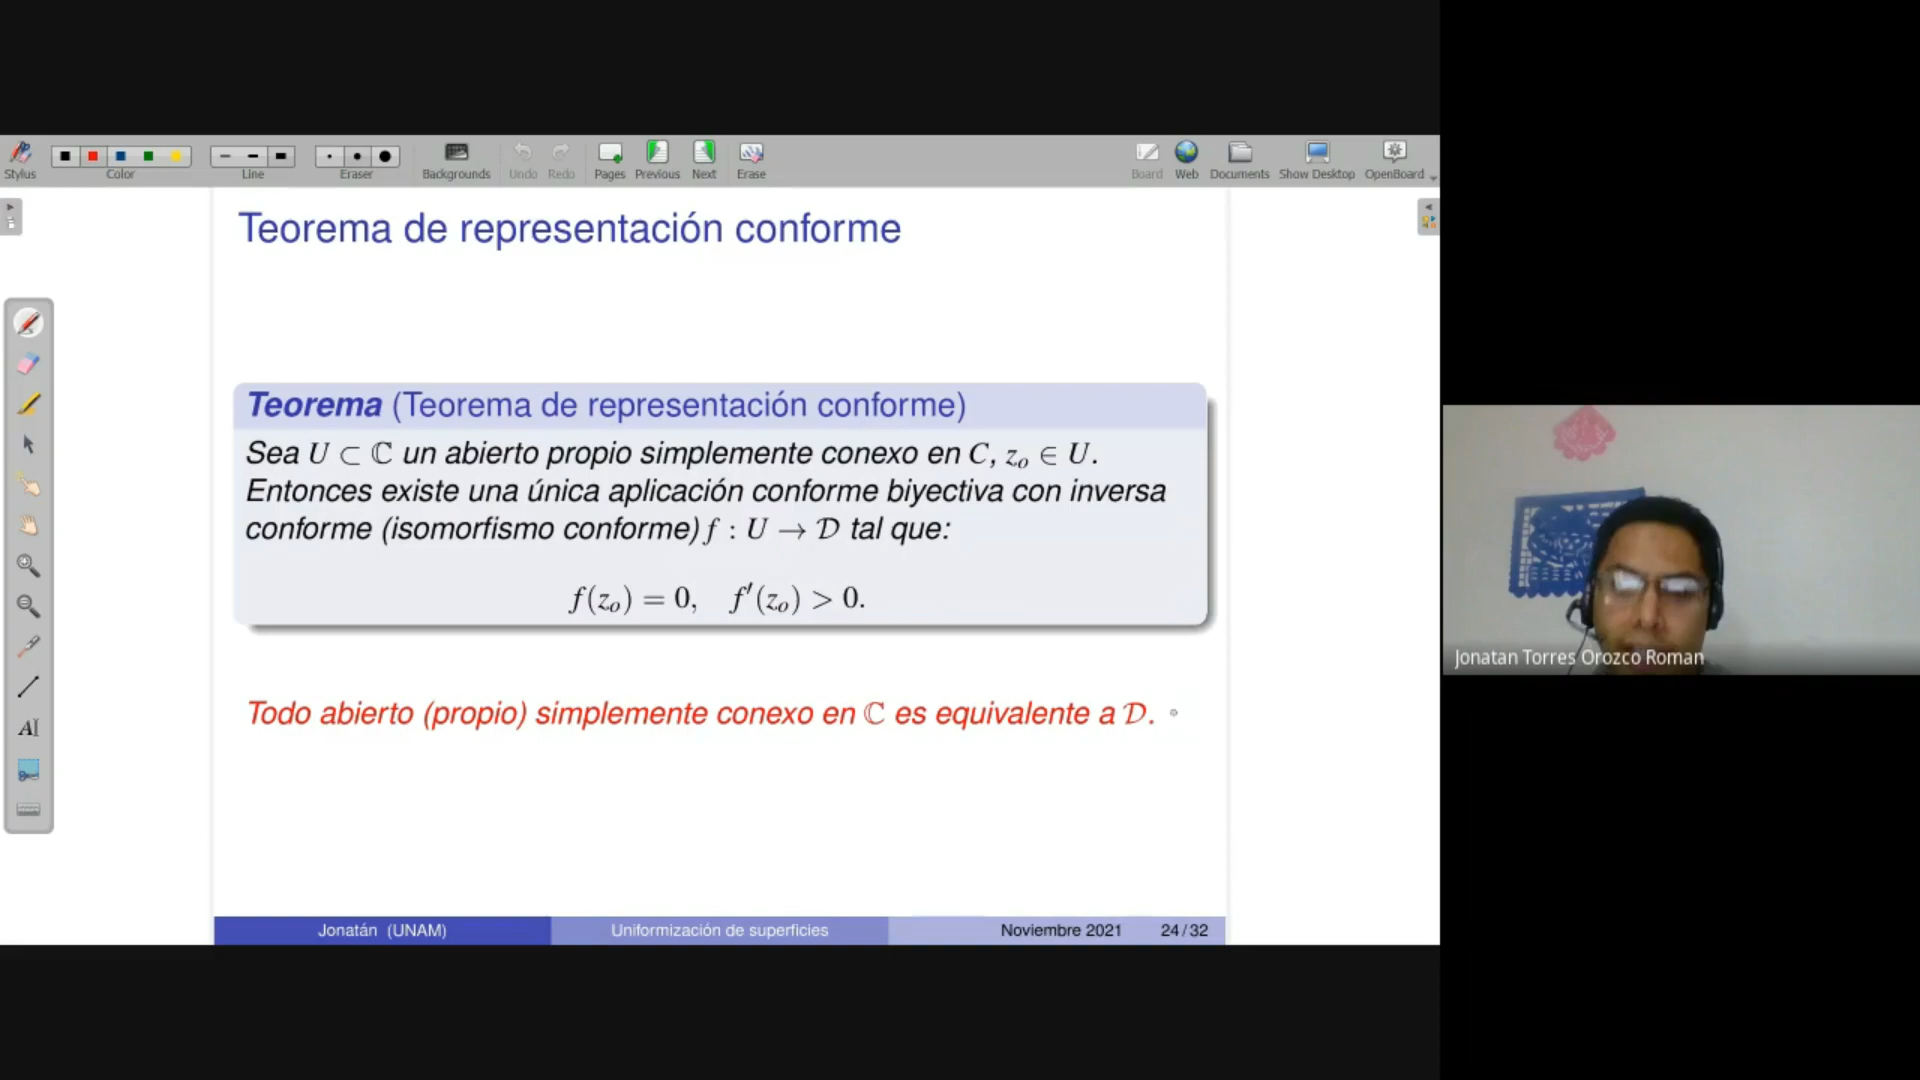 Stylus
Color
Line
Eraser
Backgrounds
Undo
Redo
Pages
Previous
Next
Erase
Board
Web
Documents
Show Desktop
OpenBoard
Teorema de representación conforme
Teorema (Teorema de representación conforme)
Sea U ⊂ ℂ un abierto propio simplemente conexo en C, z₀ ∈ U.
Entonces existe una única aplicación conforme biyectiva con inversa
conforme (isomorfismo conforme) f : U → 𝒟 tal que:
f(z₀) = 0, f′(z₀) > 0.
Todo abierto (propio) simplemente conexo en ℂ es equivalente a 𝒟.
Jonatán (UNAM)
Uniformización de superficies
Noviembre 2021
24/32
Jonatan Torres Orozco Roman